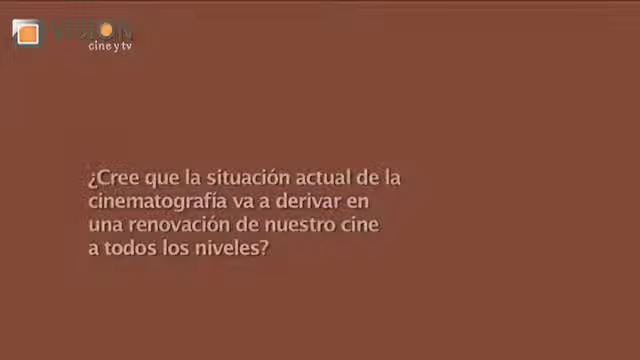 VISION
cine y tv
¿Cree que la situación actual de la
cinematografía va a derivar en
una renovación de nuestro cine
a todos los niveles?